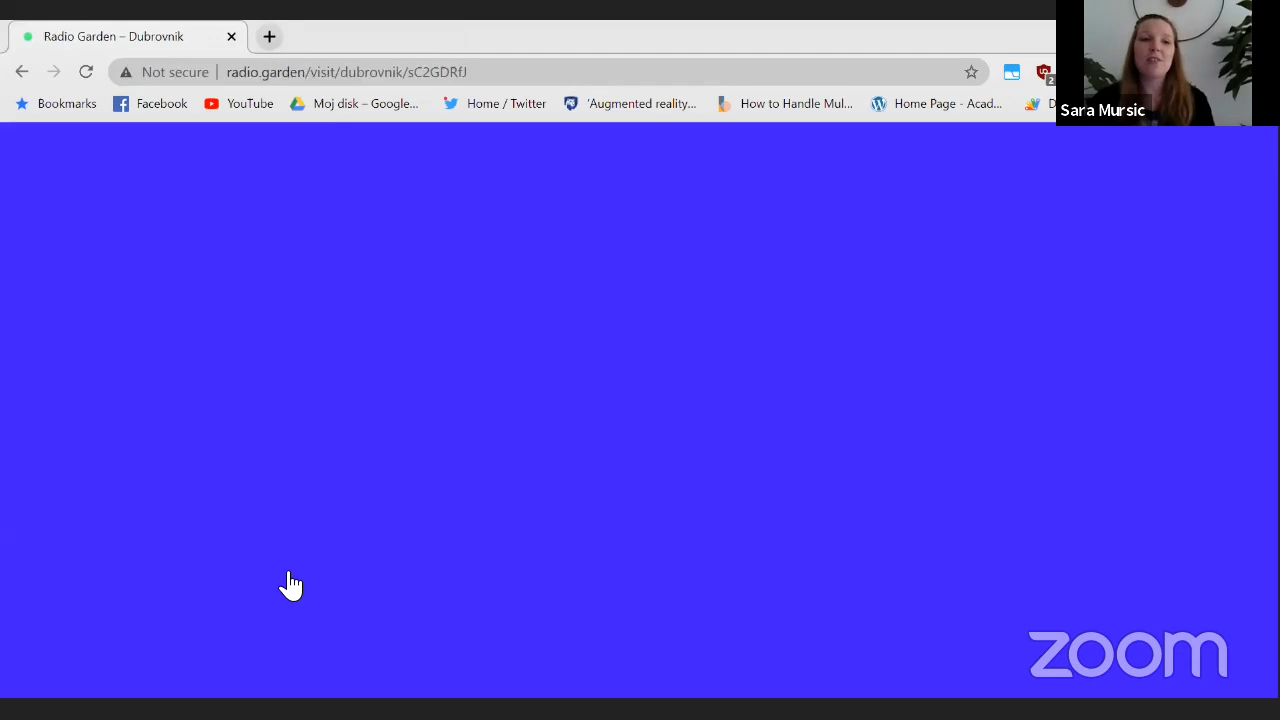 Radio Garden – Dubrovnik
Not secure radio.garden/visit/dubrovnik/sC2GDRfJ
2
Bookmarks Facebook YouTube Moj disk – Google... Home / Twitter 'Augmented reality... How to Handle Mul... Home Page - Acad... D
Sara Mursic
zoom